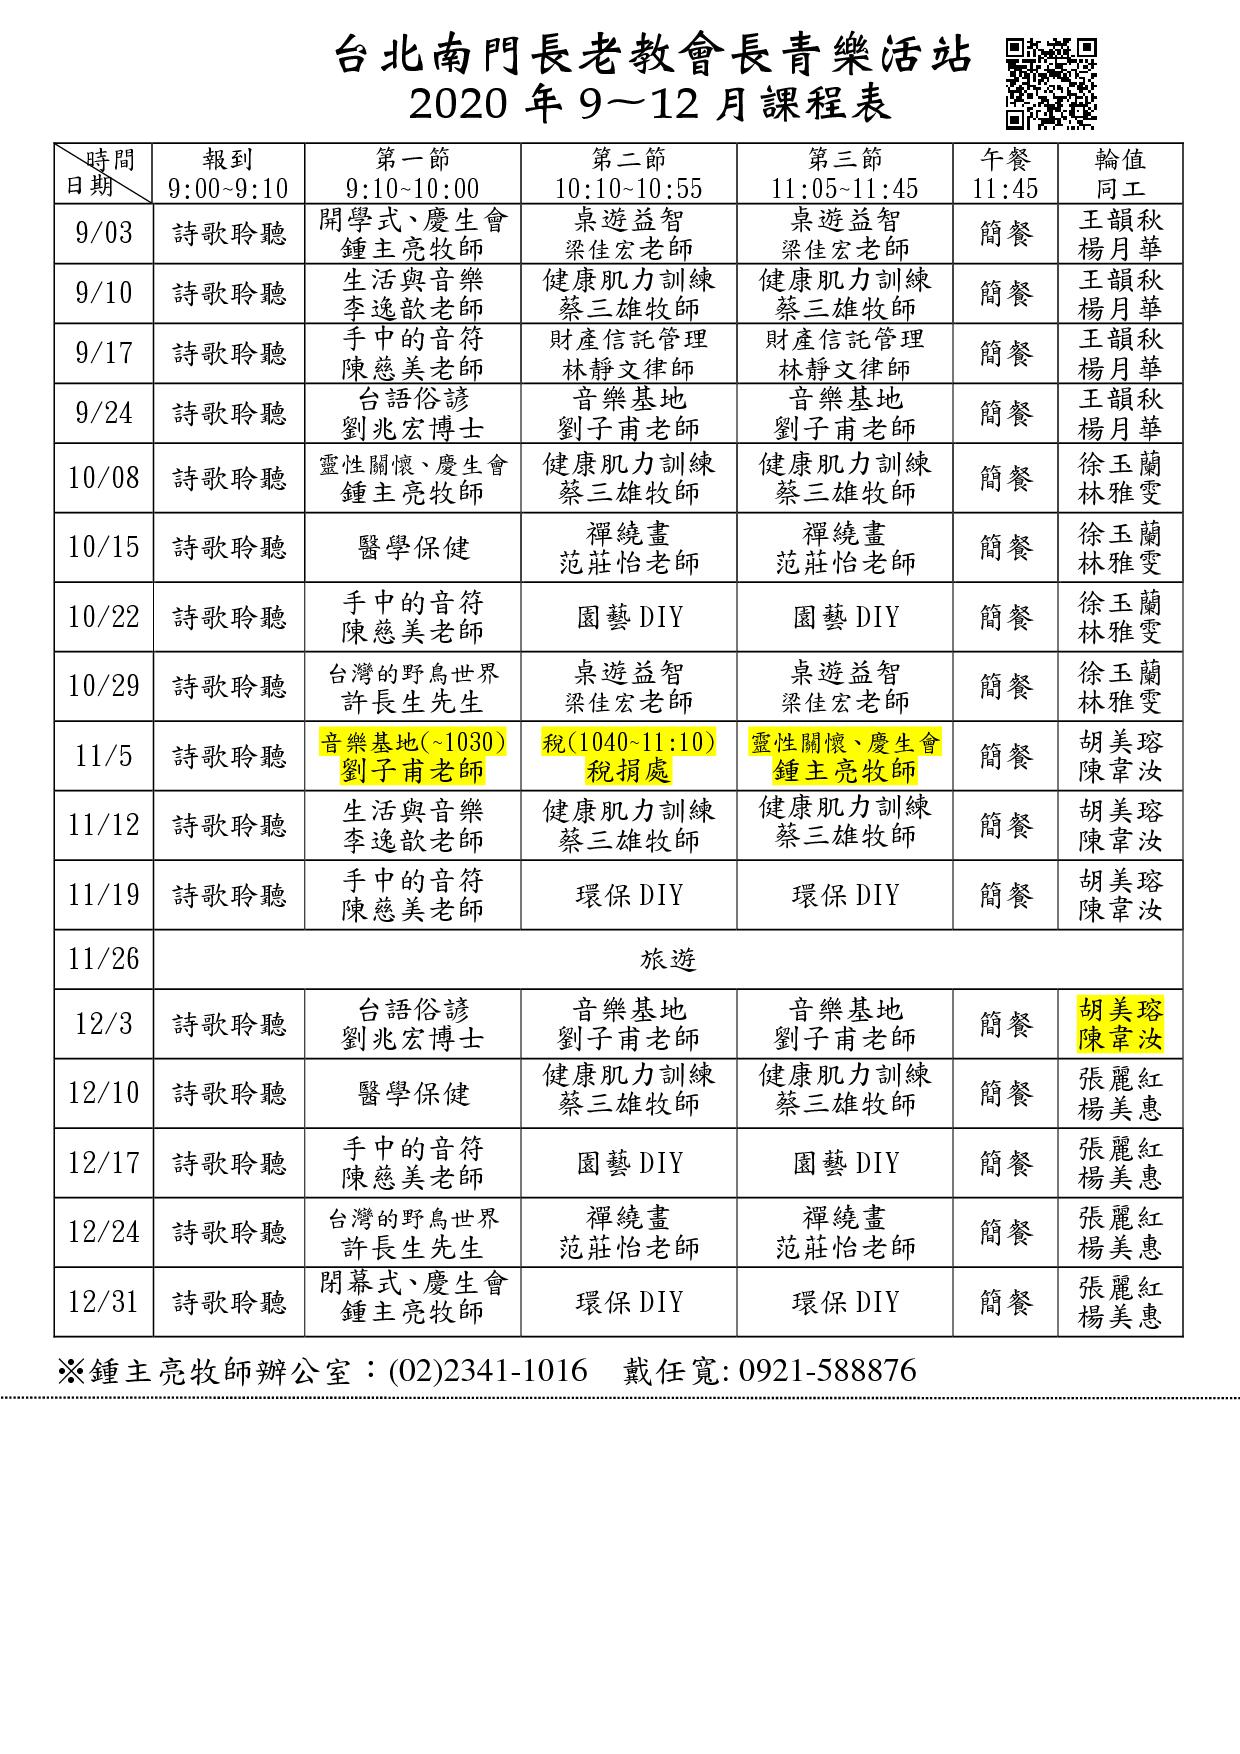 台北南門長老教會長青樂活站
2020 年 9～12 月課程表
時間 報到 第一節 第二節 第三節 午餐 輪值
日期 9:00~9:10 9:10~10:00 10:10~10:55 11:05~11:45 11:45 同工
9/03 詩歌聆聽 開學式、慶生會 桌遊益智 桌遊益智 簡餐 王韻秋
鍾主亮牧師 梁佳宏老師 梁佳宏老師 楊月華
9/10 詩歌聆聽 生活與音樂 健康肌力訓練 健康肌力訓練 簡餐 王韻秋
李逸歆老師 蔡三雄牧師 蔡三雄牧師 楊月華
9/17 詩歌聆聽 手中的音符 財產信託管理 財產信託管理 簡餐 王韻秋
陳慈美老師 林靜文律師 林靜文律師 楊月華
9/24 詩歌聆聽 台語俗諺 音樂基地 音樂基地 簡餐 王韻秋
劉兆宏博士 劉子甫老師 劉子甫老師 楊月華
10/08 詩歌聆聽 靈性關懷、慶生會 健康肌力訓練 健康肌力訓練 簡餐 徐玉蘭
鍾主亮牧師 蔡三雄牧師 蔡三雄牧師 林雅雯
10/15 詩歌聆聽 醫學保健 禪繞畫 禪繞畫 簡餐 徐玉蘭
范莊怡老師 范莊怡老師 林雅雯
10/22 詩歌聆聽 手中的音符 園藝 DIY 園藝 DIY 簡餐 徐玉蘭
陳慈美老師 林雅雯
10/29 詩歌聆聽 台灣的野鳥世界 桌遊益智 桌遊益智 簡餐 徐玉蘭
許長生先生 梁佳宏老師 梁佳宏老師 林雅雯
11/5 詩歌聆聽 音樂基地(~1030) 稅(1040~11:10) 靈性關懷、慶生會 簡餐 胡美瑢
劉子甫老師 稅捐處 鍾主亮牧師 陳韋汝
11/12 詩歌聆聽 生活與音樂 健康肌力訓練 健康肌力訓練 簡餐 胡美瑢
李逸歆老師 蔡三雄牧師 蔡三雄牧師 陳韋汝
11/19 詩歌聆聽 手中的音符 環保 DIY 環保 DIY 簡餐 胡美瑢
陳慈美老師 陳韋汝
11/26 旅遊
12/3 詩歌聆聽 台語俗諺 音樂基地 音樂基地 簡餐 胡美瑢
劉兆宏博士 劉子甫老師 劉子甫老師 陳韋汝
12/10 詩歌聆聽 醫學保健 健康肌力訓練 健康肌力訓練 簡餐 張麗紅
蔡三雄牧師 蔡三雄牧師 楊美惠
12/17 詩歌聆聽 手中的音符 園藝 DIY 園藝 DIY 簡餐 張麗紅
陳慈美老師 楊美惠
12/24 詩歌聆聽 台灣的野鳥世界 禪繞畫 禪繞畫 簡餐 張麗紅
許長生先生 范莊怡老師 范莊怡老師 楊美惠
12/31 詩歌聆聽 閉幕式、慶生會 環保 DIY 環保 DIY 簡餐 張麗紅
鍾主亮牧師 楊美惠
※鍾主亮牧師辦公室：(02)2341-1016 戴任寬: 0921-588876